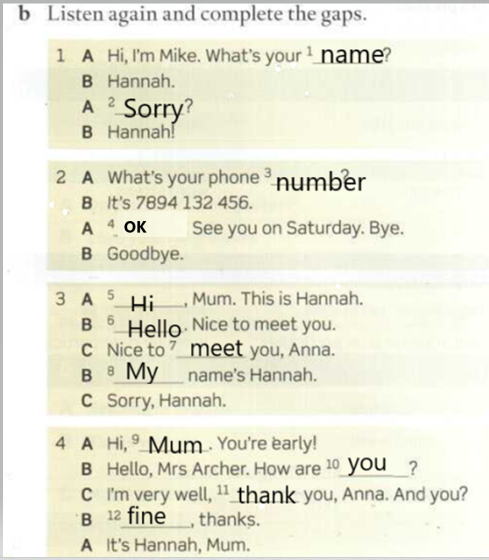 b Listen again and complete the gaps.
1 A Hi, I'm Mike. What's your 1 name?
B Hannah.
A 2 Sorry?
B Hannah!
2 A What's your phone 3 number?
B It's 7894 132 456.
A 4 OK See you on Saturday. Bye.
B Goodbye.
3 A 5 Hi, Mum. This is Hannah.
B 6 Hello. Nice to meet you.
C Nice to 7 meet you, Anna.
B 8 My name's Hannah.
C Sorry, Hannah.
4 A Hi, 9 Mum. You're early!
B Hello, Mrs Archer. How are 10 you?
C I'm very well, 11 thank you, Anna. And you?
B 12 fine, thanks.
A It's Hannah, Mum.